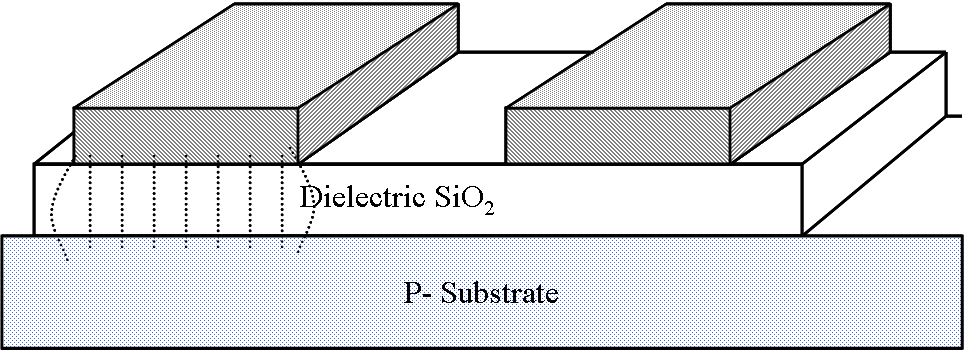 Dielectric SiO₂
P- Substrate